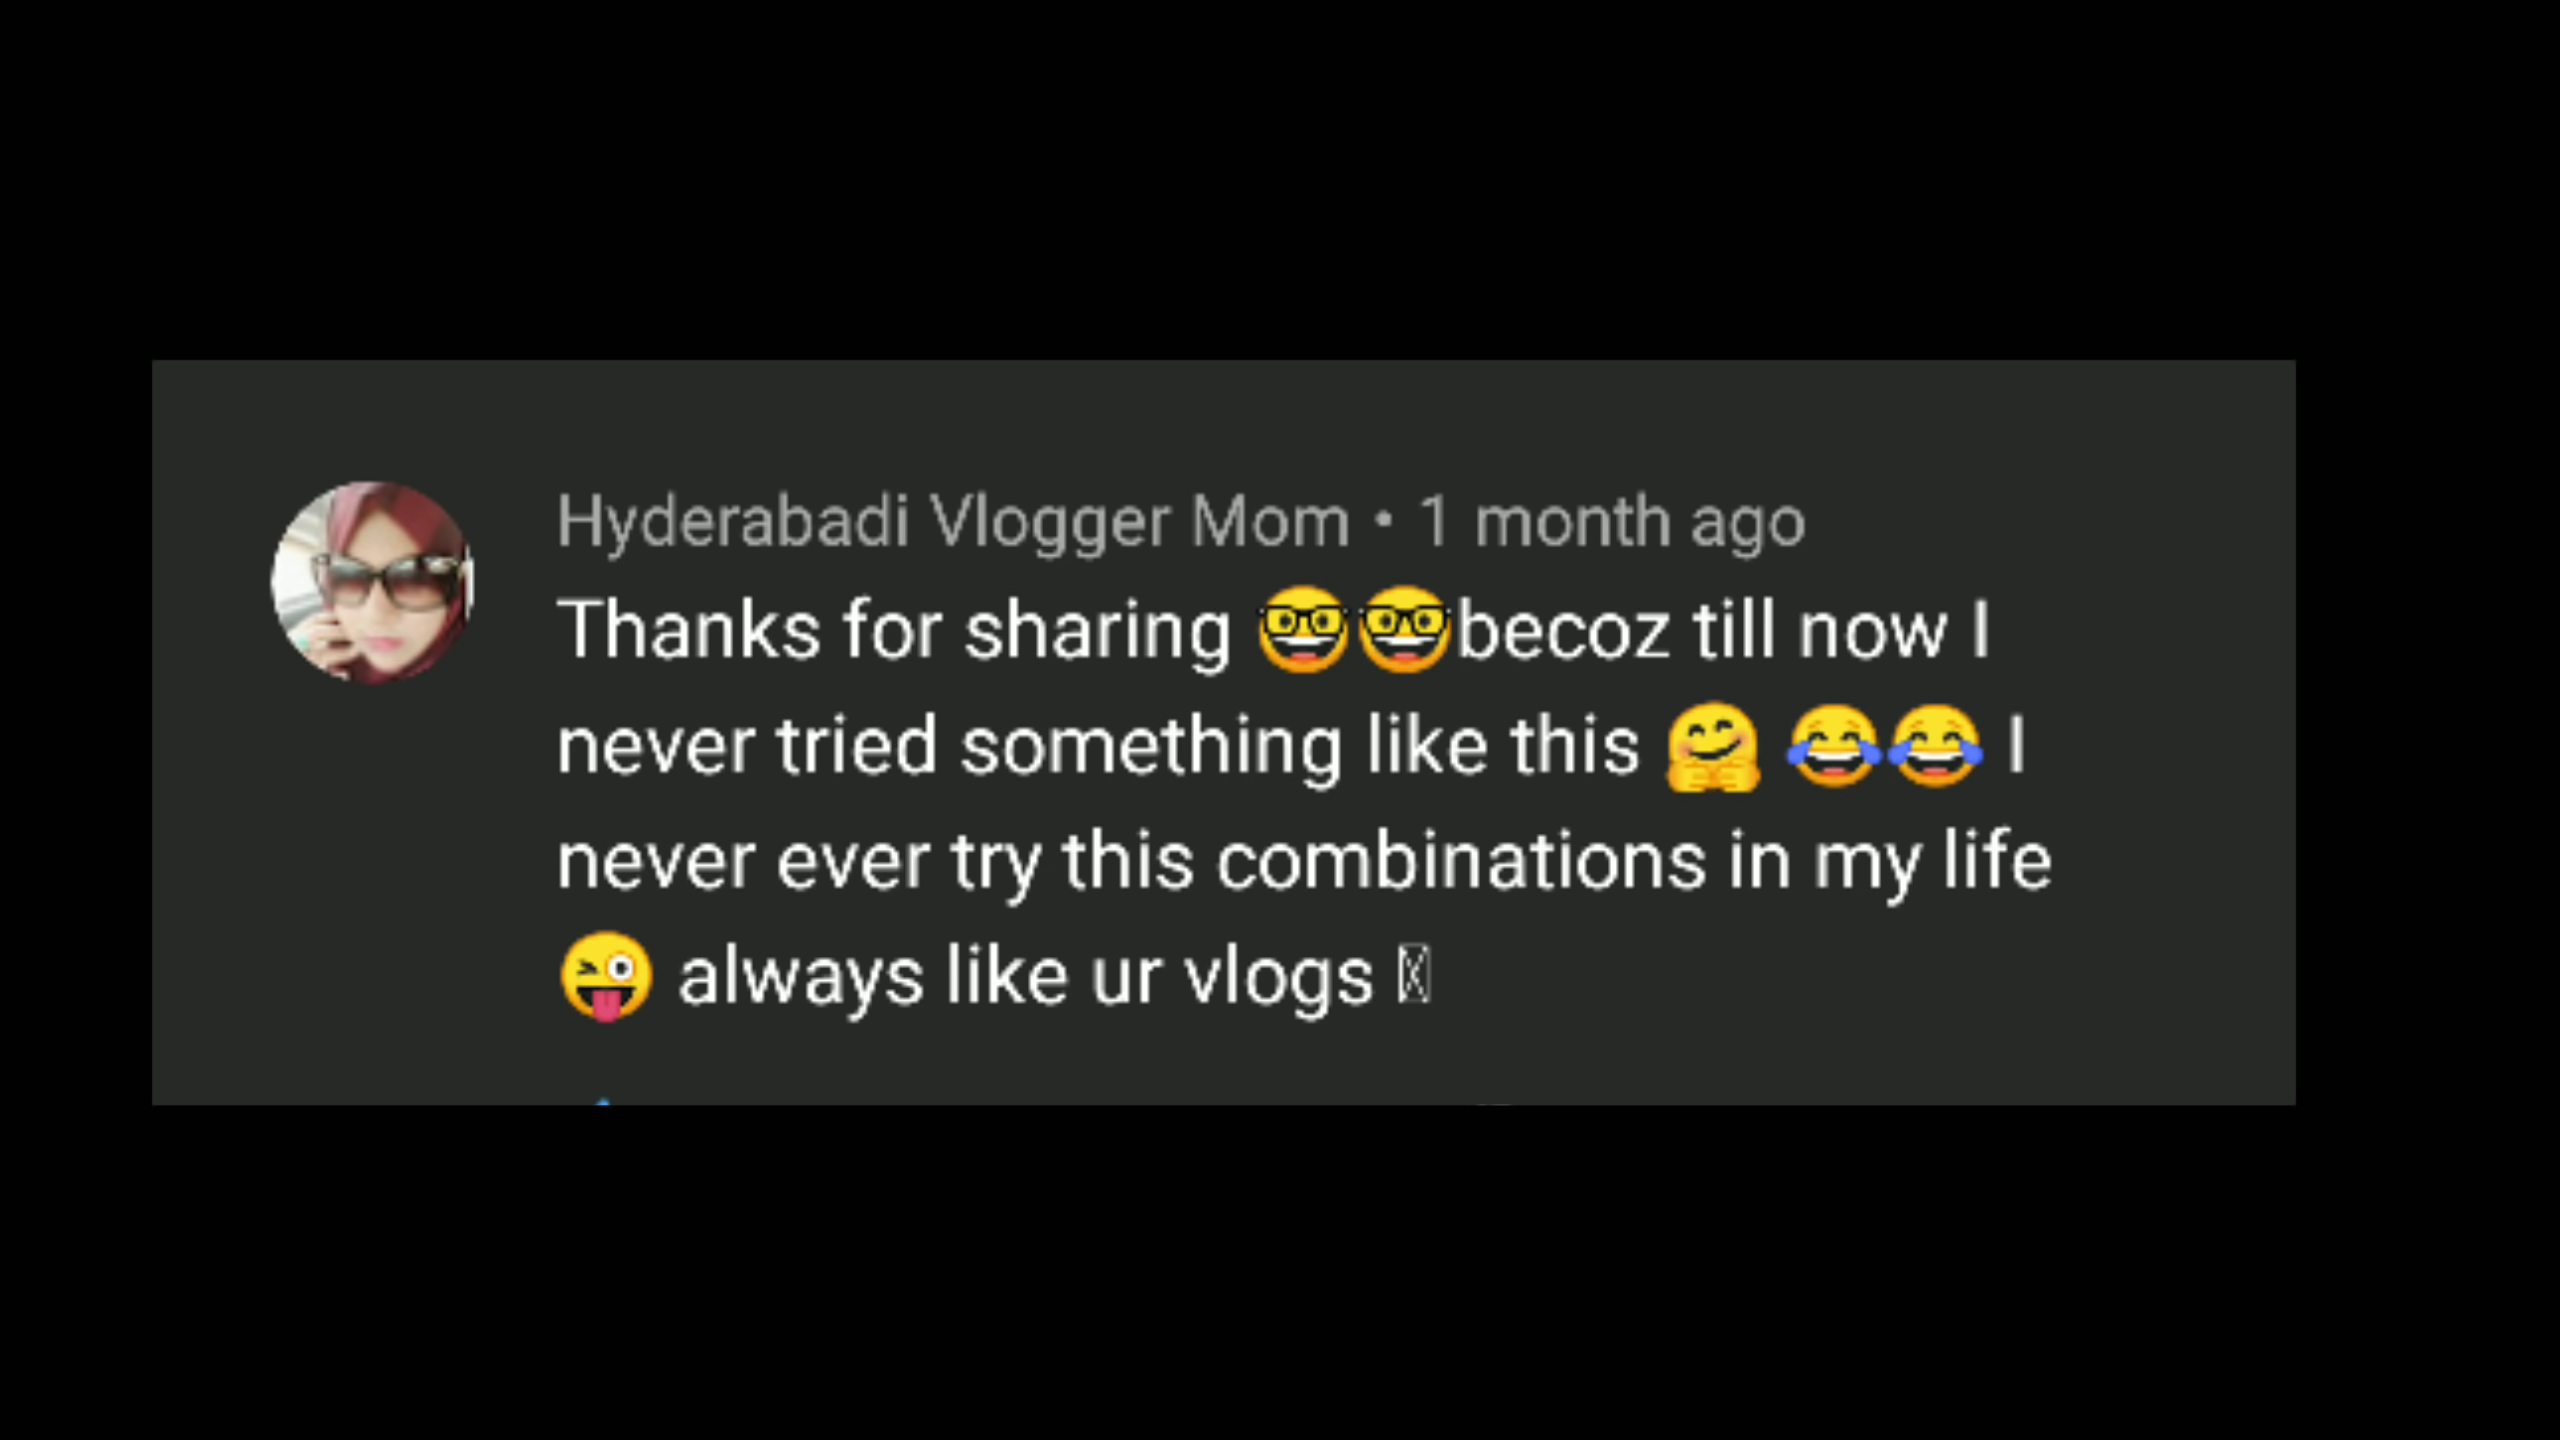 Hyderabadi Vlogger Mom • 1 month ago
Thanks for sharing 🤓🤓becoz till now I
never tried something like this 🤗 😂😂 I
never ever try this combinations in my life
😜 always like ur vlogs